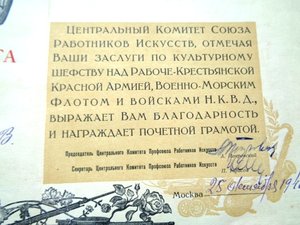 ТА
Центральный Комитет Союза
Работников Искусств, отмечая
Ваши заслуги по культурному
шефству над Рабоче-Крестьянской
Красной Армией, Военно-Морским
Флотом и войсками Н.К.В.Д.,
выражает Вам благодарность
и награждает почетной грамотой.
Председатель Центрального Комитета Профсоюза Работников Искусств
Секретарь Центрального Комитета Профсоюза Работников Искусств
В.
Москва